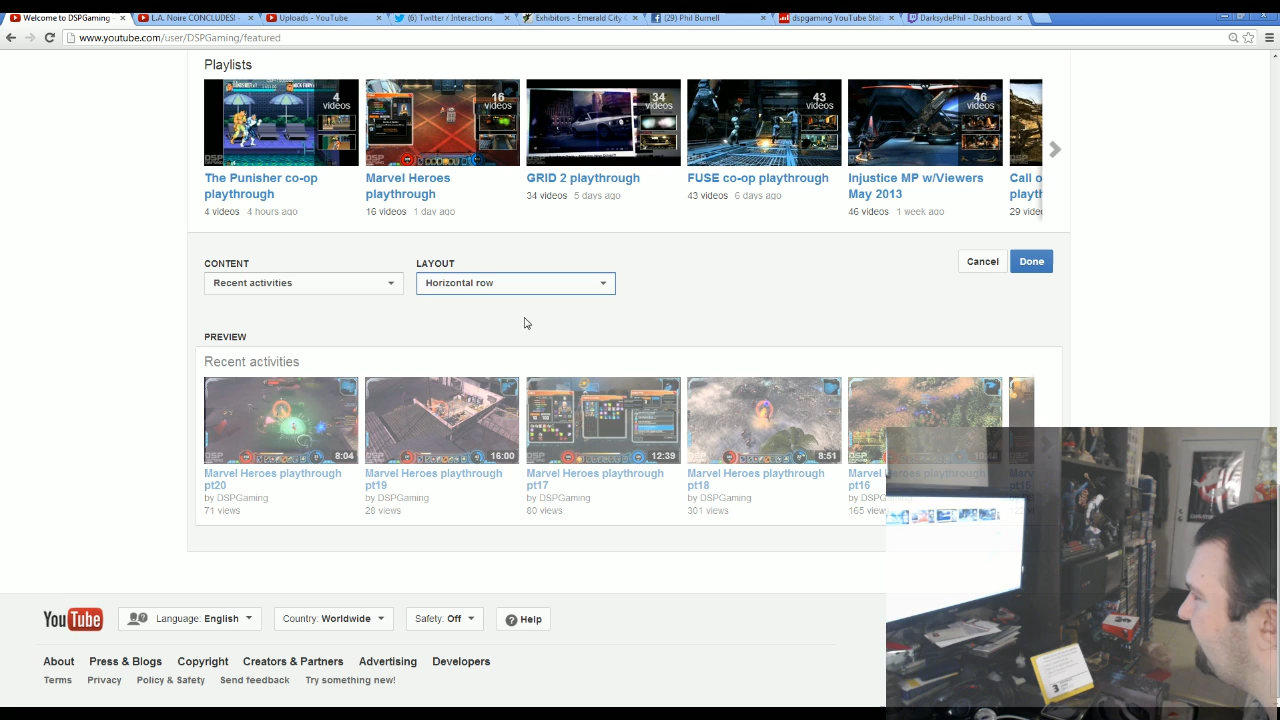 Welcome to DSPGaming -
L.A. Noire CONCLUDES! -
Uploads - YouTube
(6) Twitter / Interactions
Exhibitors - Emerald City C
(29) Phil Burnell
dspgaming YouTube Stat
DarksydePhil - Dashboard
www.youtube.com/user/DSPGaming/featured
Playlists
4 videos
16 videos
34 videos
43 videos
46 videos
The Punisher co-op
playthrough
4 videos 4 hours ago
Marvel Heroes
playthrough
16 videos 1 day ago
GRID 2 playthrough
34 videos 5 days ago
FUSE co-op playthrough
43 videos 6 days ago
Injustice MP w/Viewers
May 2013
46 videos 1 week ago
Call o
playth
29 vide
CONTENT
LAYOUT
Cancel
Done
Recent activities
Horizontal row
PREVIEW
Recent activities
8:04
16:00
12:39
8:51
Marvel Heroes playthrough
pt20
by DSPGaming
71 views
Marvel Heroes playthrough
pt19
by DSPGaming
28 views
Marvel Heroes playthrough
pt17
by DSPGaming
80 views
Marvel Heroes playthrough
pt18
by DSPGaming
301 views
Marvel Heroes playthrough
pt16
by DSPG
165 view
YouTube
Language: English
Country: Worldwide
Safety: Off
Help
About Press & Blogs Copyright Creators & Partners Advertising Developers
Terms Privacy Policy & Safety Send feedback Try something new!